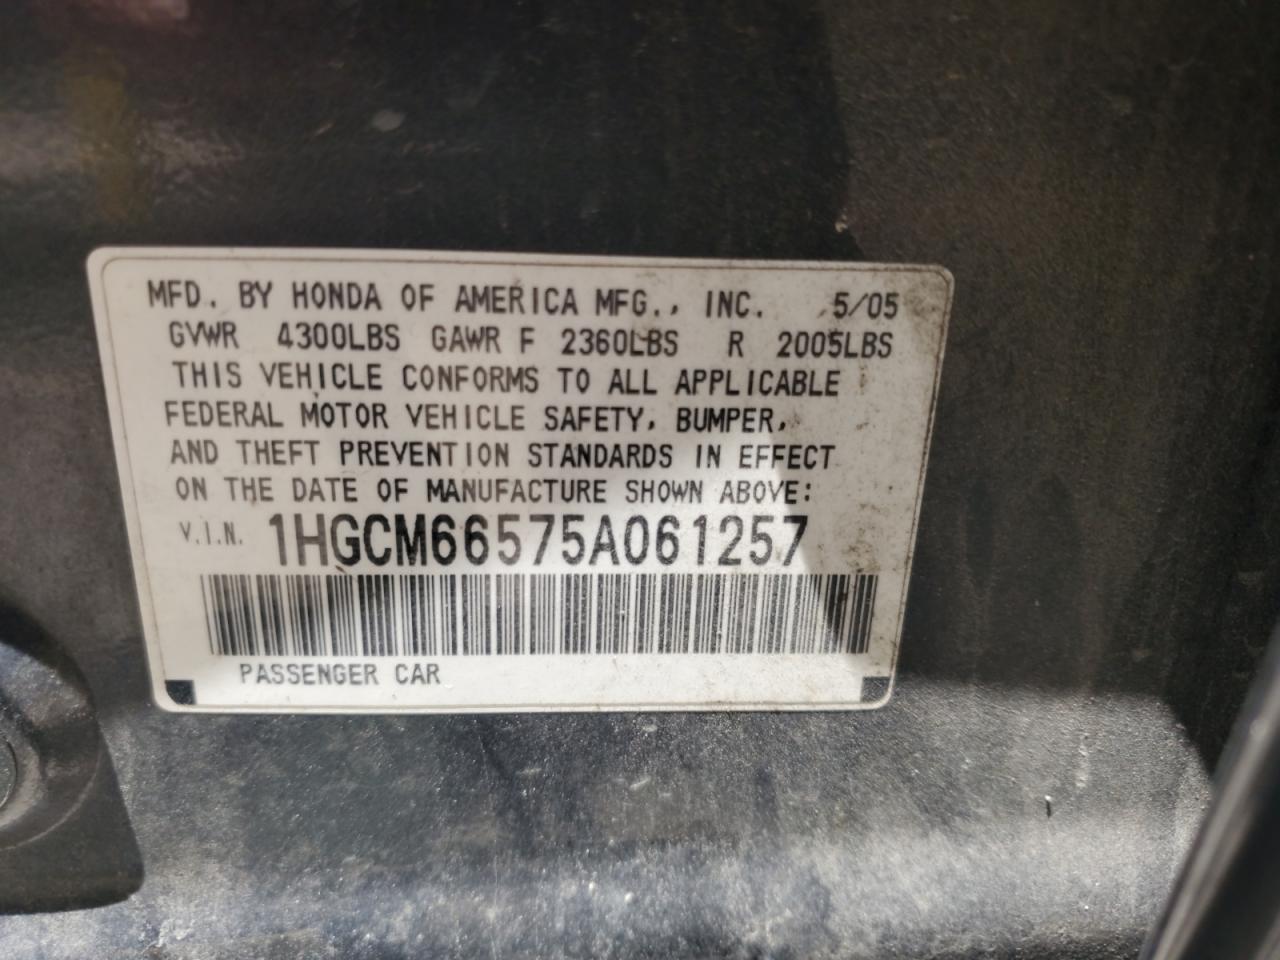 MFD. BY HONDA OF AMERICA MFG., INC. 5/05
GVWR 4300LBS GAWR F 2360LBS R 2005LBS
THIS VEHICLE CONFORMS TO ALL APPLICABLE
FEDERAL MOTOR VEHICLE SAFETY, BUMPER,
AND THEFT PREVENTION STANDARDS IN EFFECT
ON THE DATE OF MANUFACTURE SHOWN ABOVE:
V.I.N. 1HGCM66575A061257
PASSENGER CAR